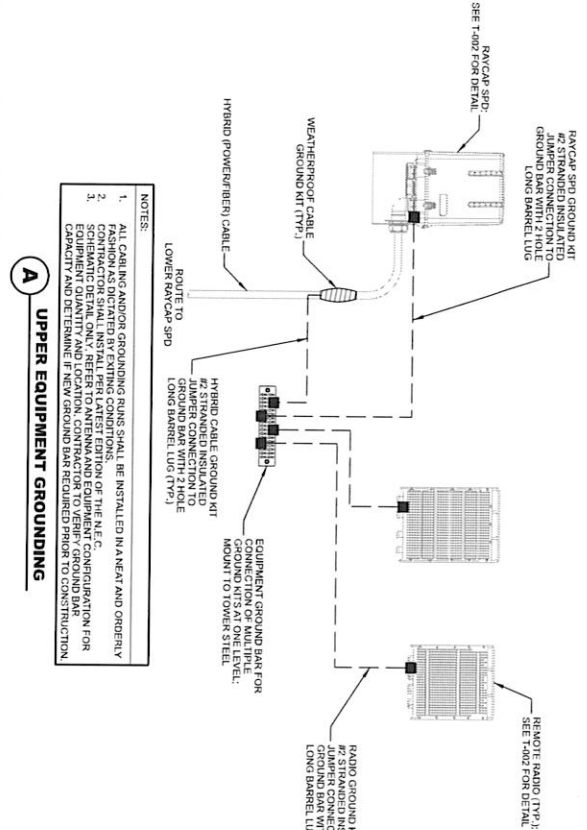 RAYCAP SPD GROUND KIT
#2 STRANDED INSULATED
JUMPER CONNECTION TO
GROUND BAR WITH 2 HOLE
LONG BARREL LUG
RAYCAP SPD;
SEE T-002 FOR DETAIL
WEATHERPROOF CABLE
GROUND KIT (TYP.)
HYBRID (POWER/FIBER) CABLE
ROUTE TO
LOWER RAYCAP SPD
HYBRID CABLE GROUND KIT
#2 STRANDED INSULATED
JUMPER CONNECTION TO
GROUND BAR WITH 2 HOLE
LONG BARREL LUG (TYP.)
EQUIPMENT GROUND BAR FOR
CONNECTION OF MULTIPLE
GROUND KITS AT ONE LEVEL;
MOUNT TO TOWER STEEL
REMOTE RADIO (TYP.);
SEE T-002 FOR DETAIL
RADIO GROUND
#2 STRANDED
JUMPER
GROUND BAR
LONG BARREL
NOTES:
1. ALL CABLING AND/OR GROUNDING RUNS SHALL BE INSTALLED IN A NEAT AND ORDERLY
FASHION AS DICTATED BY EXITING CONDITIONS.
2. CONTRACTOR SHALL INSTALL PER LATEST EDITION OF THE N.E.C.
3. SCHEMATIC DETAIL ONLY, REFER TO ANTENNA AND EQUIPMENT CONFIGURATION FOR
EQUIPMENT QUANTITY AND LOCATION, CONTRACTOR TO VERIFY GROUND BAR
CAPACITY AND DETERMINE IF NEW GROUND BAR REQUIRED PRIOR TO CONSTRUCTION.
A UPPER EQUIPMENT GROUNDING